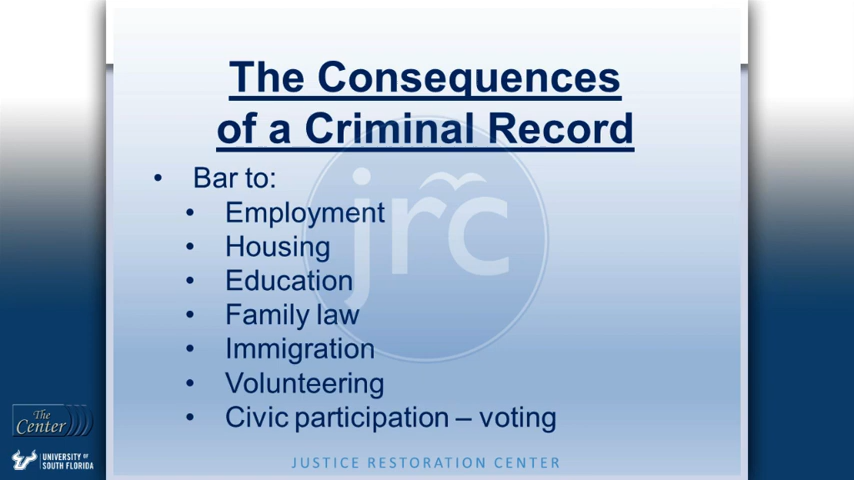 The Consequences
of a Criminal Record
• Bar to:
• Employment
• Housing
• Education
• Family law
• Immigration
• Volunteering
• Civic participation – voting
jrc
JUSTICE RESTORATION CENTER
The
Center
UNIVERSITY OF
SOUTH FLORIDA